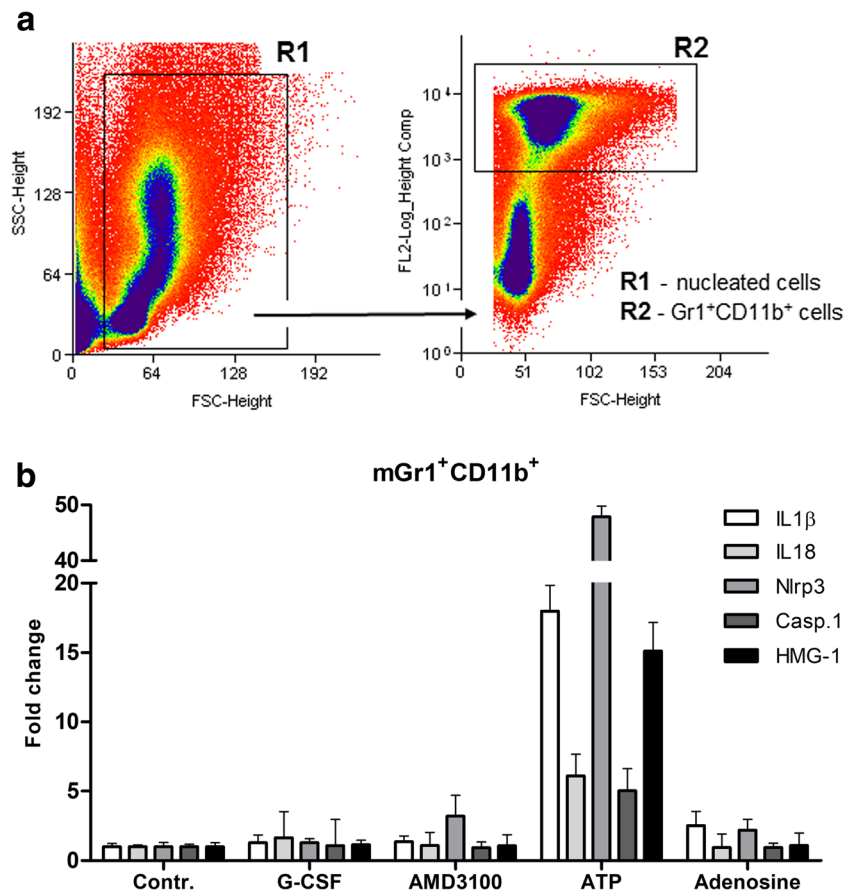 a
R1
SSC-Height
192
128
64
0
0 64 128 192
FSC-Height
R2
FL2-Log_Height Comp
10⁴
10³
10²
10¹
10⁰
0 51 102 153 204
FSC-Height
R1 - nucleated cells
R2 - Gr1⁺CD11b⁺ cells
b
mGr1⁺CD11b⁺
Fold change
50
40
20
15
10
5
0
Contr. G-CSF AMD3100 ATP Adenosine
IL1β
IL18
Nlrp3
Casp.1
HMG-1